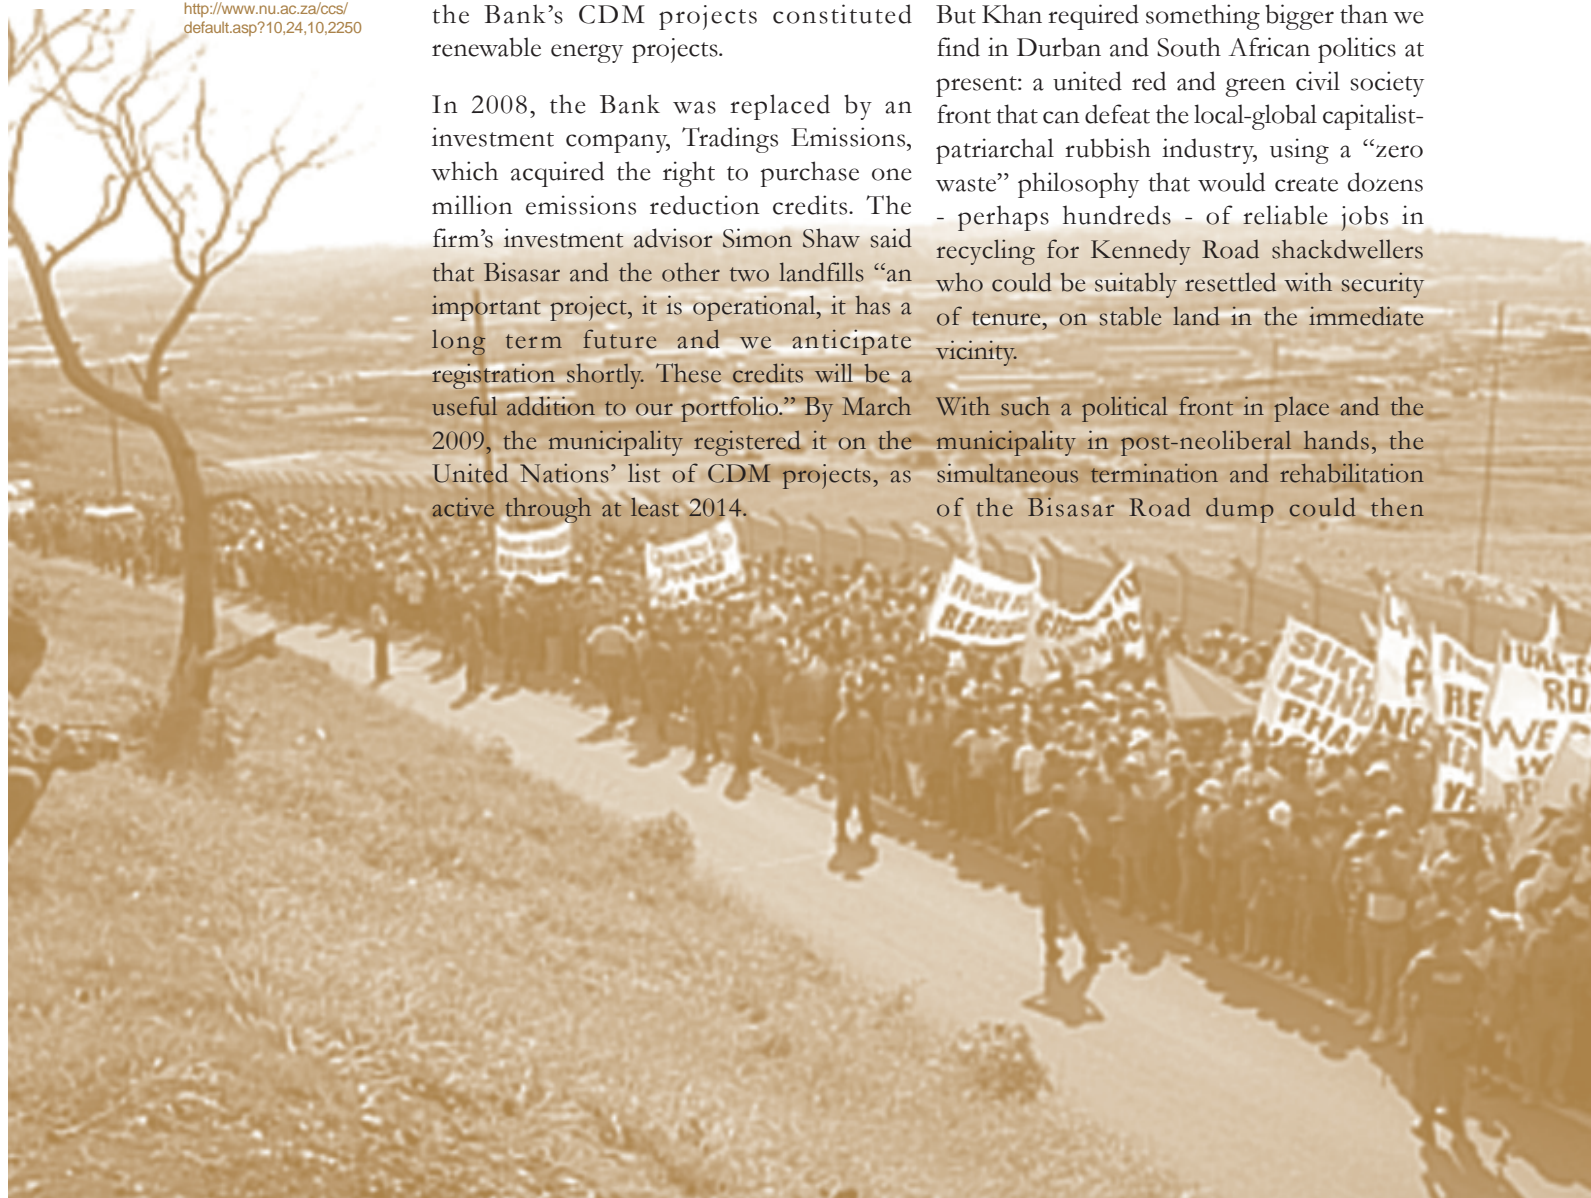 http://www.nu.ac.za/ccs/
default.asp?10,24,10,2250
the Bank’s CDM projects constituted
renewable energy projects.
In 2008, the Bank was replaced by an
investment company, Tradings Emissions,
which acquired the right to purchase one
million emissions reduction credits. The
firm’s investment advisor Simon Shaw said
that Bisasar and the other two landfills “an
important project, it is operational, it has a
long term future and we anticipate
registration shortly. These credits will be a
useful addition to our portfolio.” By March
2009, the municipality registered it on the
United Nations’ list of CDM projects, as
active through at least 2014.
But Khan required something bigger than we
find in Durban and South African politics at
present: a united red and green civil society
front that can defeat the local-global capitalist-
patriarchal rubbish industry, using a “zero
waste” philosophy that would create dozens
- perhaps hundreds - of reliable jobs in
recycling for Kennedy Road shackdwellers
who could be suitably resettled with security
of tenure, on stable land in the immediate
vicinity.
With such a political front in place and the
municipality in post-neoliberal hands, the
simultaneous termination and rehabilitation
of the Bisasar Road dump could then
WE